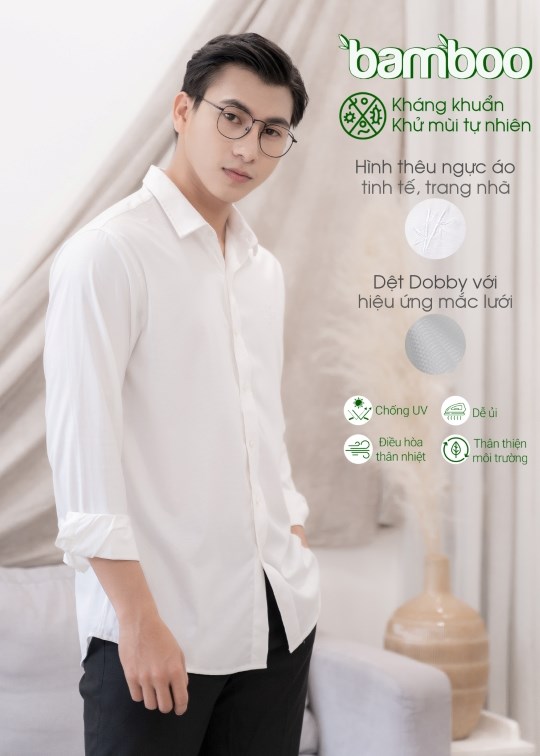 bamboo
Kháng khuẩn
Khử mùi tự nhiên
Hình thêu ngực áo
tinh tế, trang nhã
Dệt Dobby với
hiệu ứng mắc lưới
Chống UV
Dễ ủi
Điều hòa
thân nhiệt
Thân thiện
môi trường